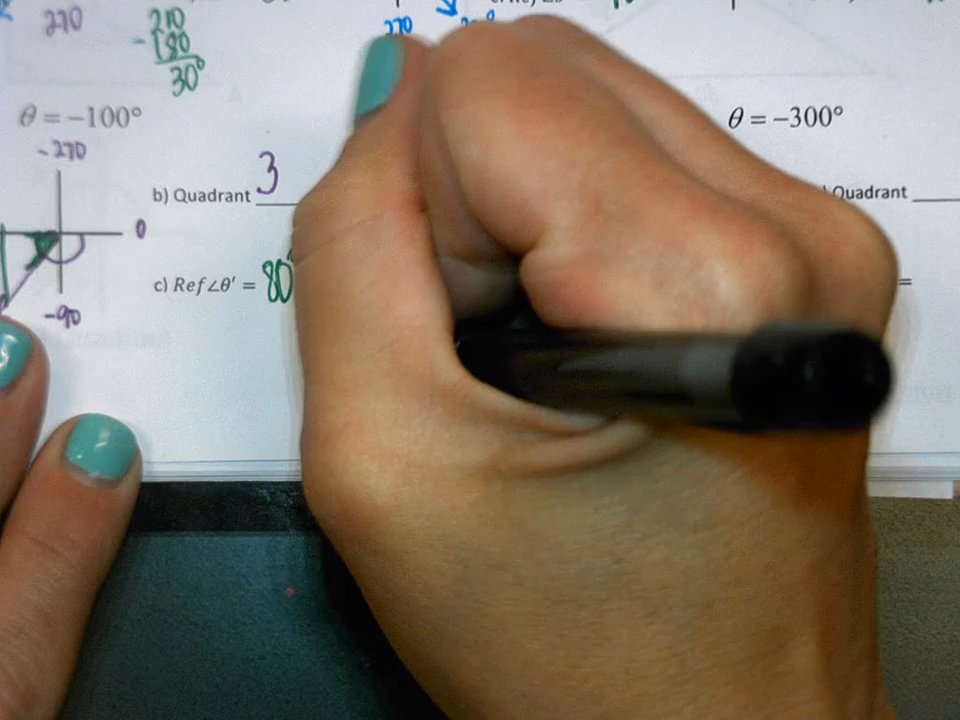 270
210
- 180
30°
270
θ = -100°
θ = -300°
- 270
b) Quadrant 3
Quadrant
0
c) Ref∠θ' = 80
=
-90